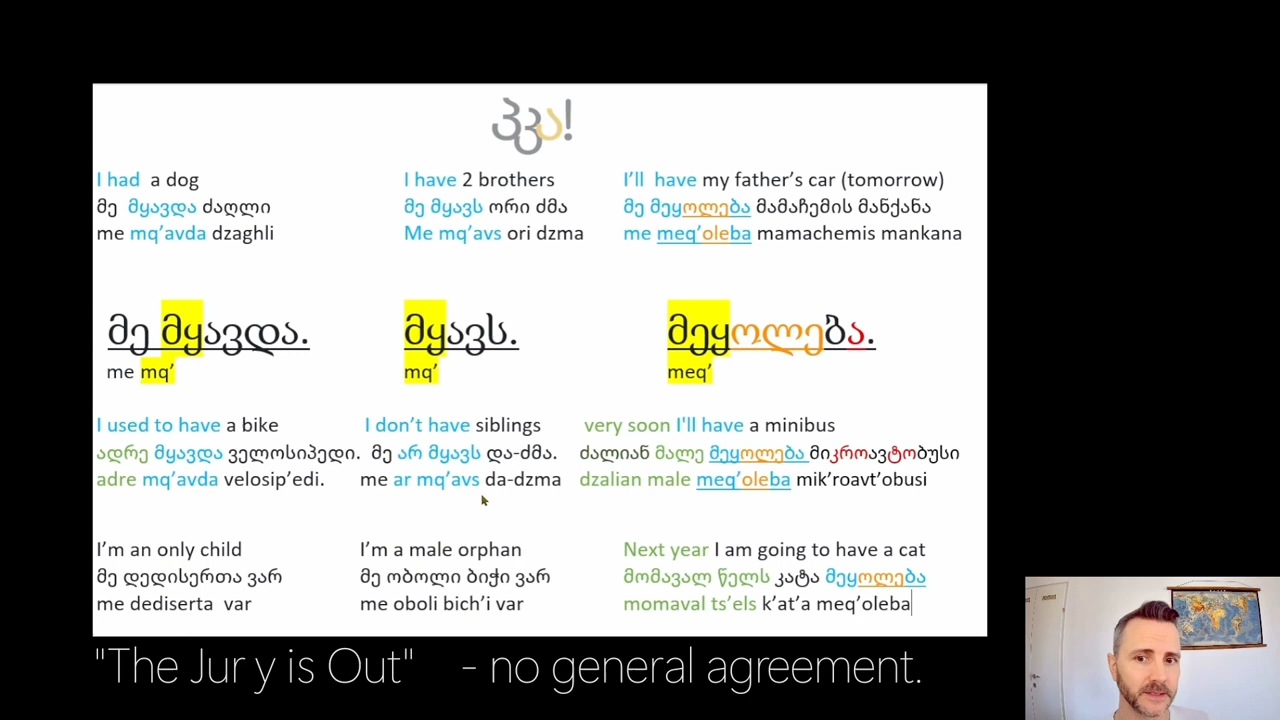 პკა!
I had a dog
მე მყავდა ძაღლი
me mq’avda dzaghli
I have 2 brothers
მე მყავს ორი ძმა
Me mq’avs ori dzma
I’ll have my father’s car (tomorrow)
მე მეყოლება მამაჩემის მანქანა
me meq’oleba mamachemis mankana
მე მყავდა.
me mq’
მყავს.
mq’
მეყოლება.
meq’
I used to have a bike
ადრე მყავდა ველოსიპედი.
adre mq’avda velosip’edi.
I don’t have siblings
მე არ მყავს და-ძმა.
me ar mq’avs da-dzma
very soon I'll have a minibus
ძალიან მალე მეყოლება მიკროავტობუსი
dzalian male meq’oleba mik’roavt’obusi
I’m an only child
მე დედისერთა ვარ
me dediserta var
I’m a male orphan
მე ობოლი ბიჭი ვარ
me oboli bich’i var
Next year I am going to have a cat
მომავალ წელს კატა მეყოლება
momaval ts’els k’at’a meq’oleba
"The Jury is Out" - no general agreement.